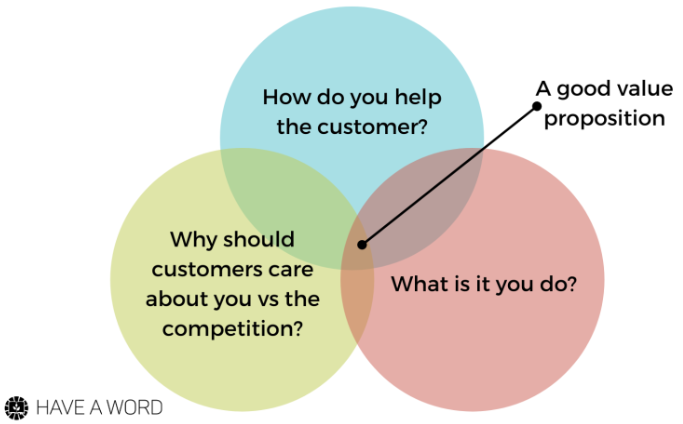 How do you help
the customer?
A good value
proposition
Why should
customers care
about you vs the
competition?
What is it you do?
HAVE A WORD